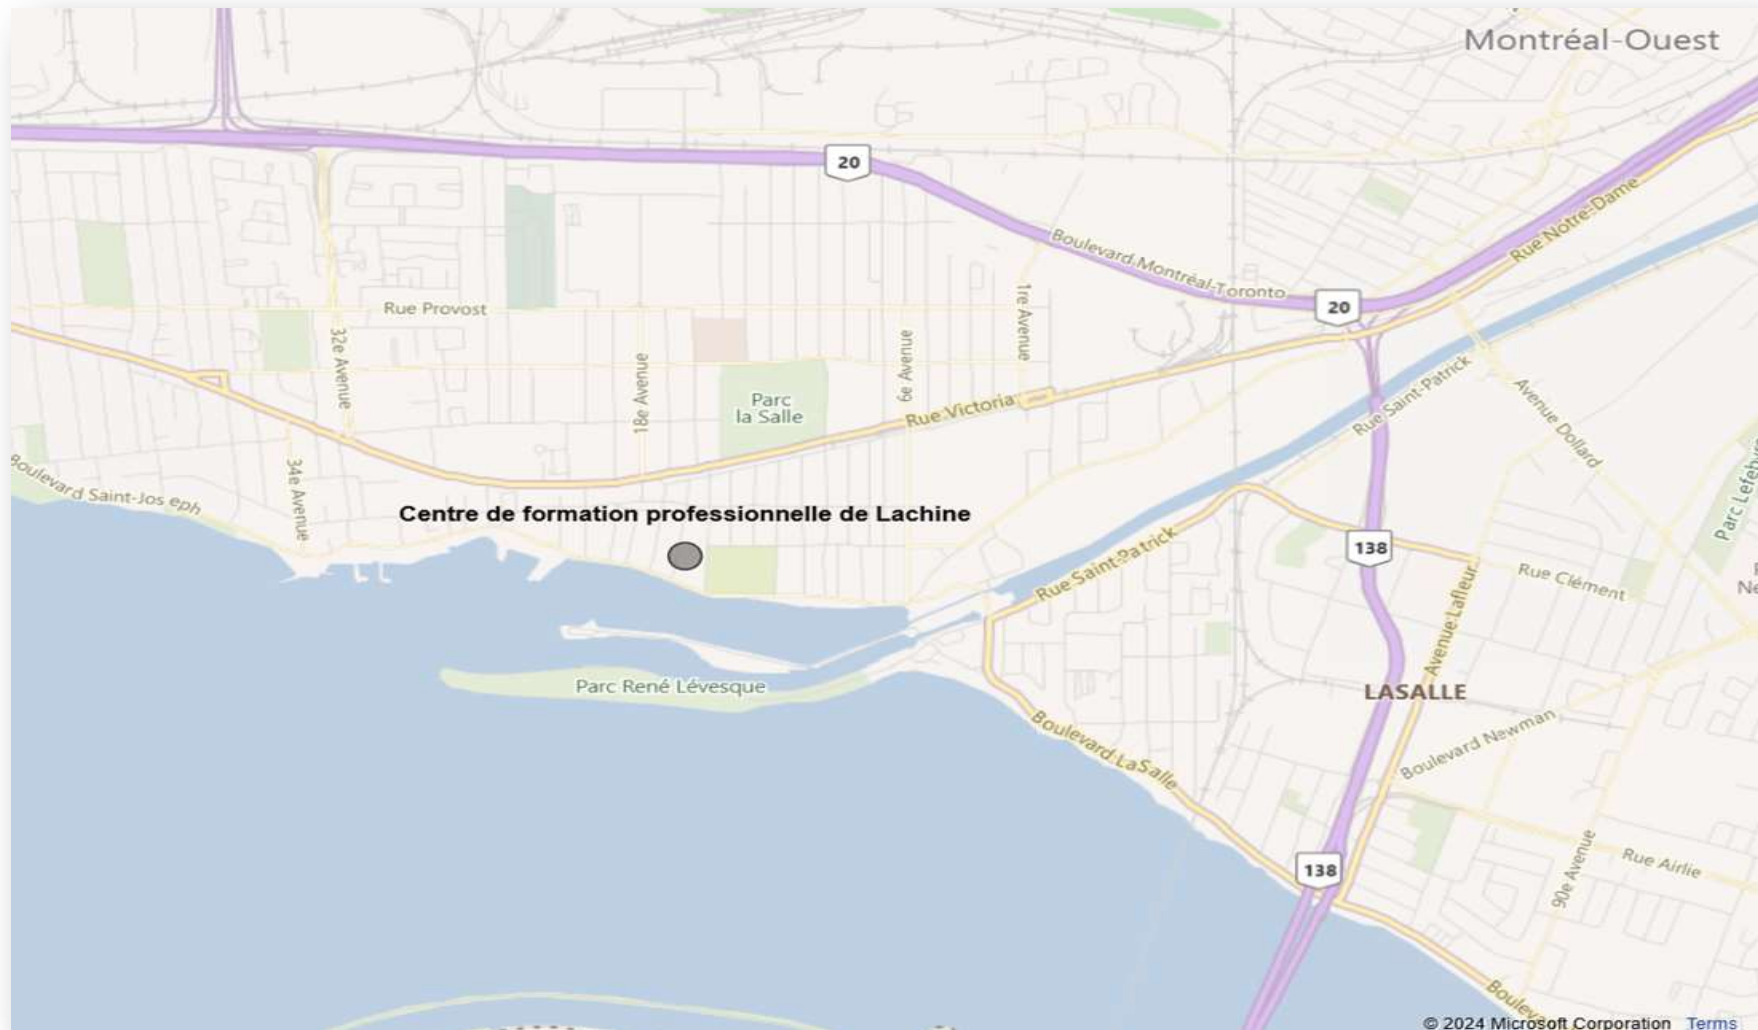 Montréal-Ouest
20
Rue Notre-Dame
Boulevard Montréal-Toronto
20
Rue Provost
1re Avenue
32e Avenue
18e Avenue
6e Avenue
Parc
la Salle
Rue Victoria
Rue Saint-Patrick
Avenue Dollard
Boulevard Saint-Jos eph
34e Avenue
Centre de formation professionnelle de Lachine
138
Rue Saint-Patrick
Rue Clément
Avenue Lafleur
Parc René Lévesque
LASALLE
Boulevard LaSalle
Boulevard Newman
138
Rue Airlie
90e Avenue
© 2024 Microsoft Corporation Terms